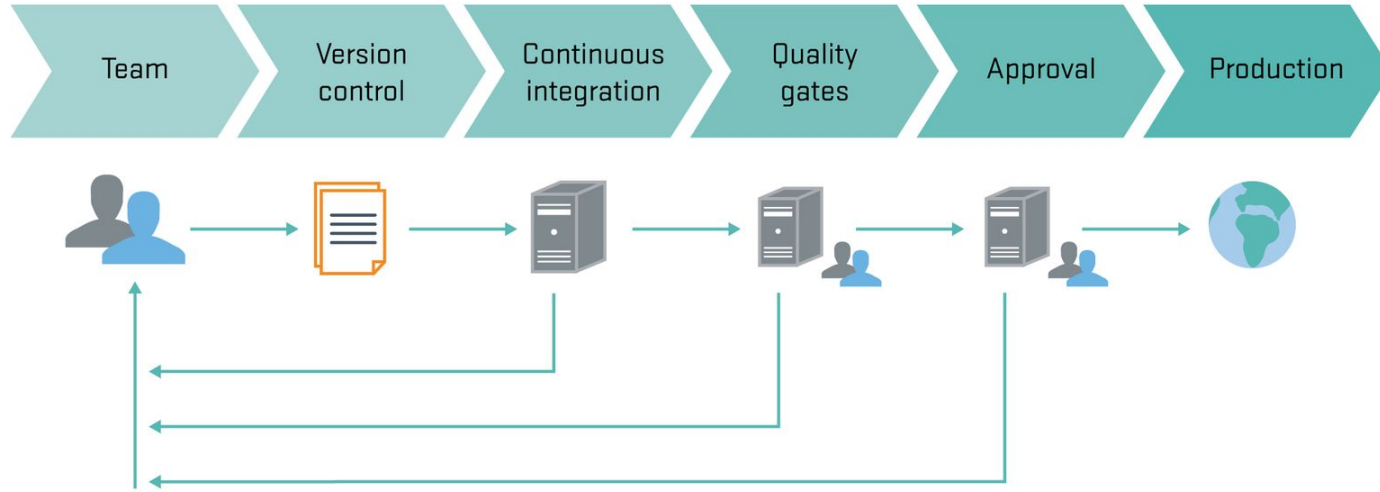 Team
Version
control
Continuous
integration
Quality
gates
Approval
Production